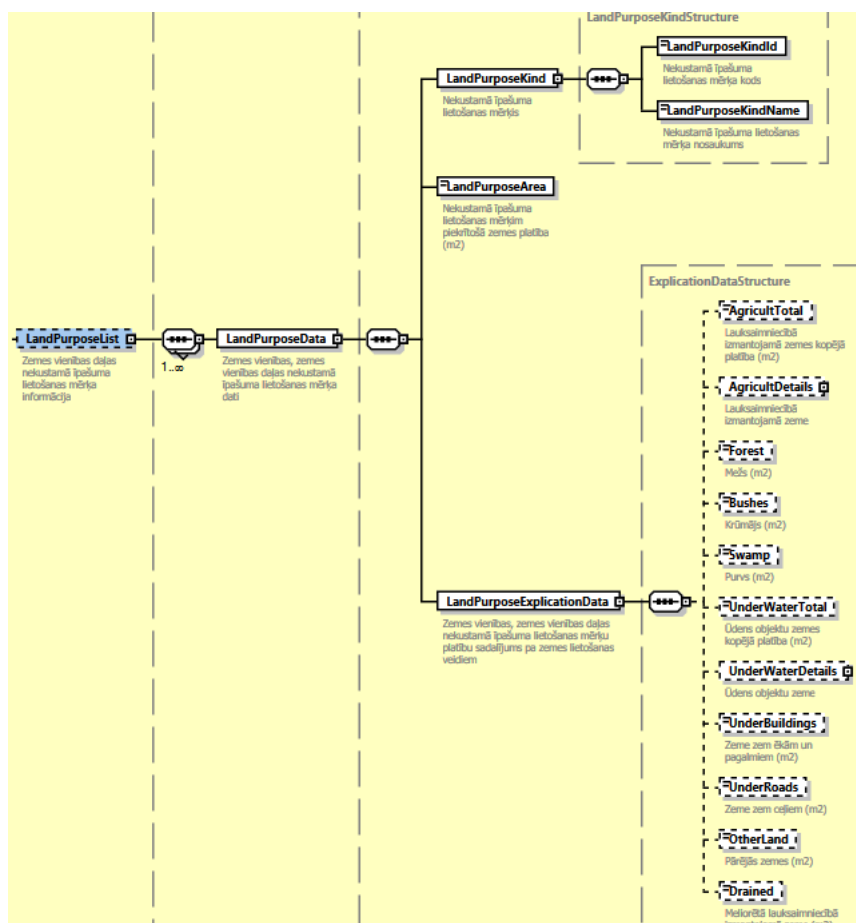 LandPurposeKindStructure
LandPurposeKindId
Nekustamā īpašuma
lietošanas mērķa kods
LandPurposeKind
Nekustamā īpašuma
lietošanas mērķis
LandPurposeKindName
Nekustamā īpašuma lietošanas
mērķa nosaukums
LandPurposeArea
Nekustamā īpašuma
lietošanas mērķim
piekrītošā zemes platība
(m2)
LandPurposeList
Zemes vienības daļas
nekustamā īpašuma
lietošanas mērķa
informācija
1..∞
LandPurposeData
Zemes vienības, zemes
vienības daļas nekustamā
īpašuma lietošanas mērķa
dati
ExplicationDataStructure
AgricultTotal
Lauksaimniecībā
izmantojamā zemes kopējā
platība (m2)
AgricultDetails
Lauksaimniecībā
izmantojamā zeme
Forest
Mežs (m2)
Bushes
Krūmājs (m2)
Swamp
Purvs (m2)
LandPurposeExplicationData
Zemes vienības, zemes vienības daļas
nekustamā īpašuma lietošanas mērķu
platību sadalījums pa zemes lietošanas
veidiem
UnderWaterTotal
Ūdens objektu zemes
kopējā platība (m2)
UnderWaterDetails
Ūdens objektu zeme
UnderBuildings
Zeme zem ēkām un
pagalmiem (m2)
UnderRoads
Zeme zem ceļiem (m2)
OtherLand
Pārējās zemes (m2)
Drained
Meliorētā lauksaimniecībā